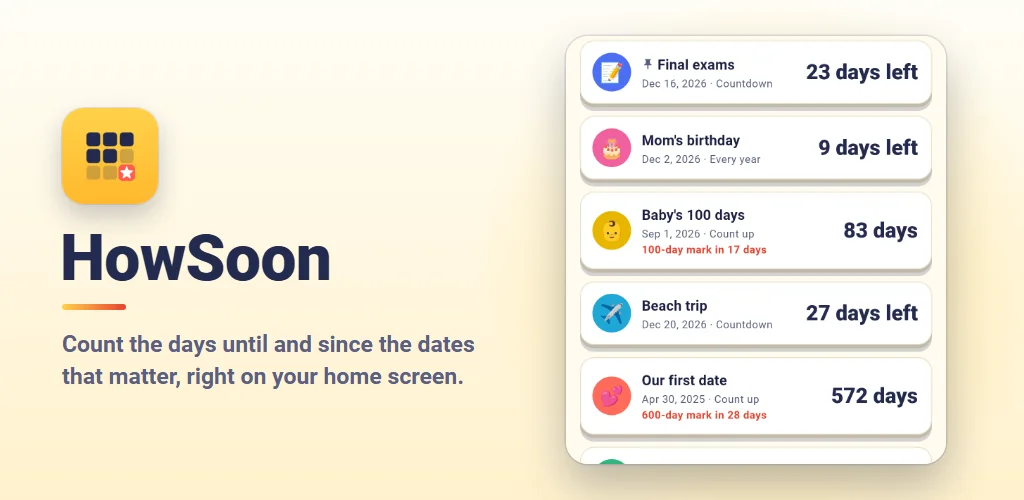 HowSoon
Count the days until and since the dates
that matter, right on your home screen.
Final exams
Dec 16, 2026 · Countdown
23 days left
Mom's birthday
Dec 2, 2026 · Every year
9 days left
Baby's 100 days
Sep 1, 2026 · Count up
100-day mark in 17 days
83 days
Beach trip
Dec 20, 2026 · Countdown
27 days left
Our first date
Apr 30, 2025 · Count up
600-day mark in 28 days
572 days